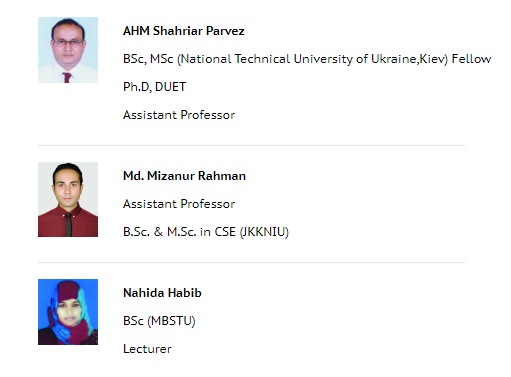 AHM Shahriar Parvez
BSc, MSc (National Technical University of Ukraine,Kiev) Fellow
Ph.D, DUET
Assistant Professor
Md. Mizanur Rahman
Assistant Professor
B.Sc. & M.Sc. in CSE (JKKNIU)
Nahida Habib
BSc (MBSTU)
Lecturer